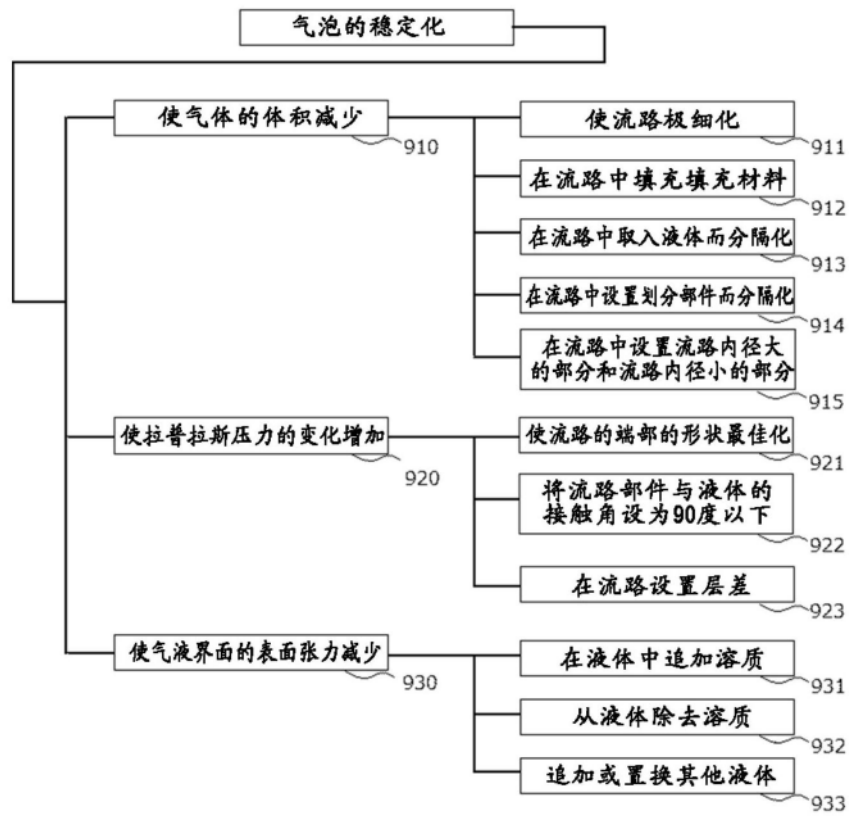 气泡的稳定化
使气体的体积减少
910
使流路极细化
911
在流路中填充填充材料
912
在流路中取入液体而分隔化
913
在流路中设置划分部件而分隔化
914
在流路中设置流路内径大
的部分和流路内径小的部分
915
使拉普拉斯压力的变化增加
920
使流路的端部的形状最佳化
921
将流路部件与液体的
接触角设为90度以下
922
在流路设置层差
923
使气液界面的表面张力减少
930
在液体中追加溶质
931
从液体除去溶质
932
追加或置换其他液体
933